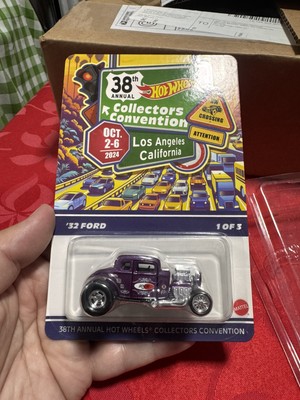 38th
ANNUAL
Hot Wheels
Collectors
Convention
CROSSING
ATTENTION
OCT.
2-6
2024
Los Angeles
California
'32 FORD
1 OF 3
MATTEL
38TH ANNUAL HOT WHEELS® COLLECTORS CONVENTION